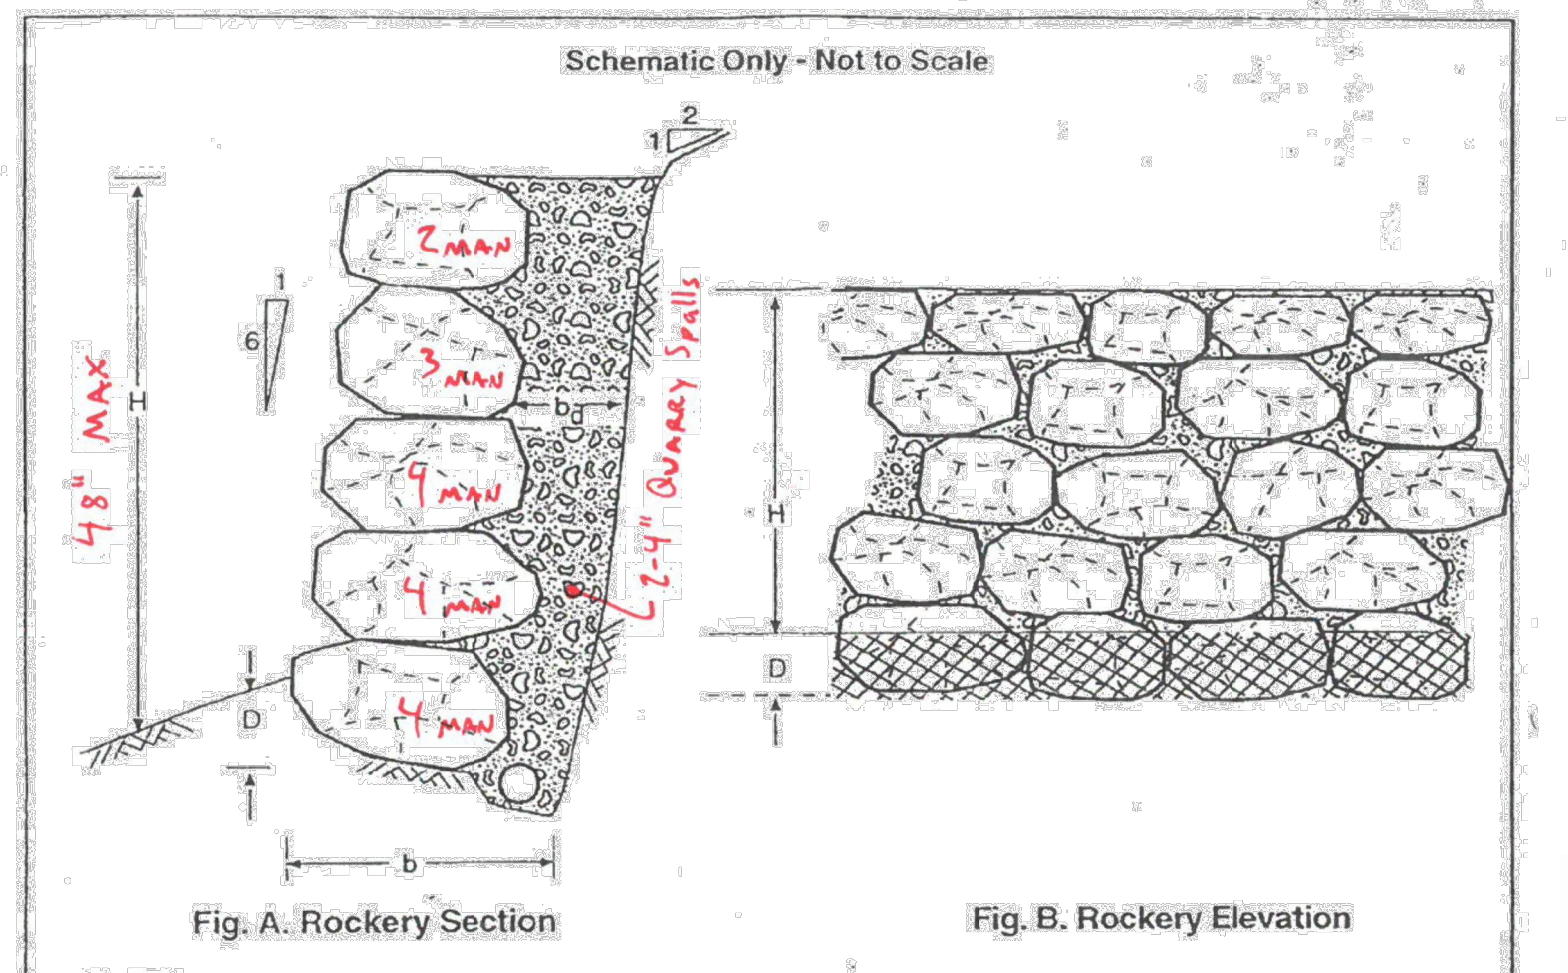 Schematic Only - Not to Scale
2
1
2 MAN
1
6
3 MAN
48" MAX
H
b d
4 MAN
2-4" QUARRY Spalls
H
4 MAN
D
D
4 MAN
b
Fig. A. Rockery Section
Fig. B. Rockery Elevation